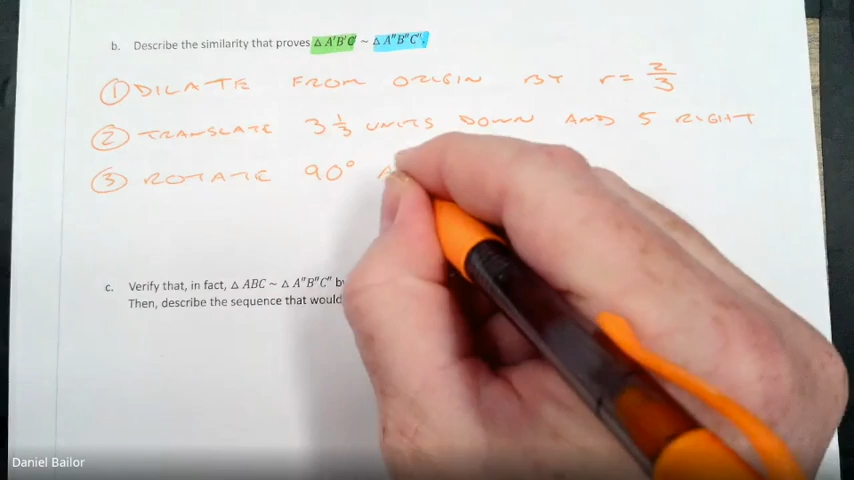 b. Describe the similarity that proves △ A'B'C' ~ △ A"B"C".
① DILATE FROM ORIGIN BY r = 2/3
② TRANSLATE 3 1/3 UNITS DOWN AND 5 RIGHT
③ ROTATE 90°
c. Verify that, in fact, △ ABC ~ △ A"B"C"
Then, describe the sequence that would
Daniel Bailor